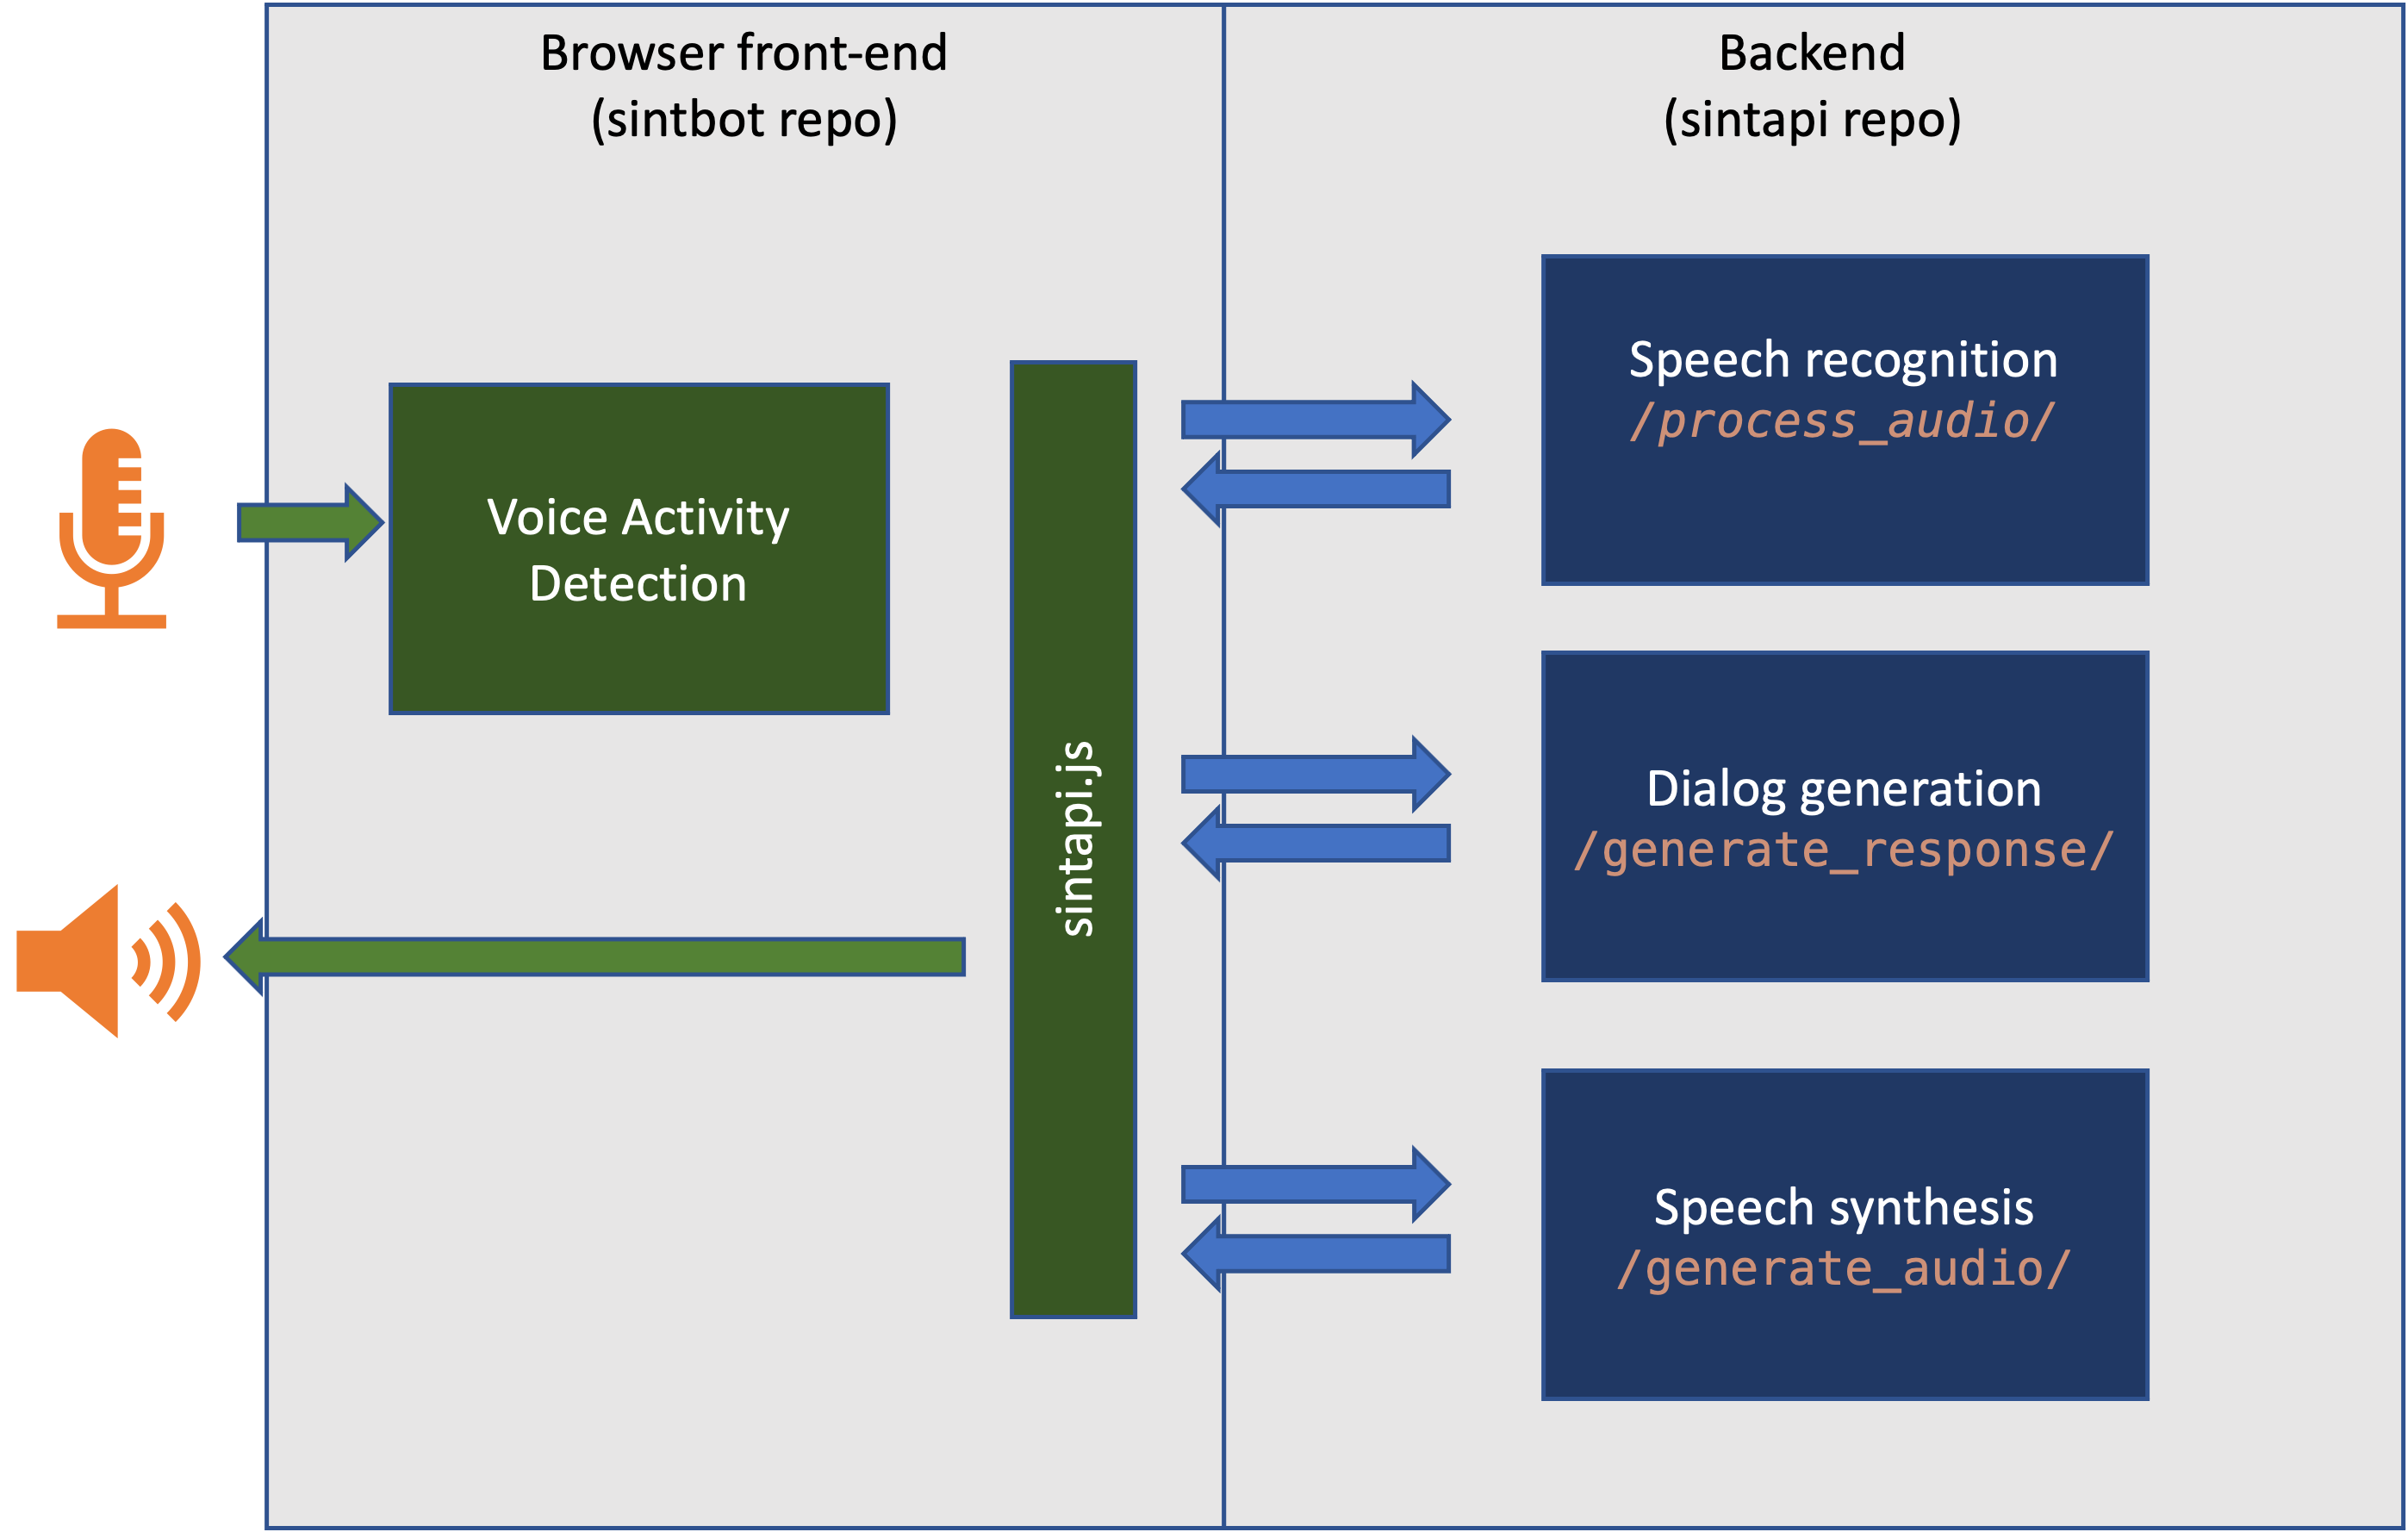 Browser front-end
(sintbot repo)
Backend
(sintapi repo)
Voice Activity
Detection
sintapi.js
Speech recognition
/process_audio/
Dialog generation
/generate_response/
Speech synthesis
/generate_audio/